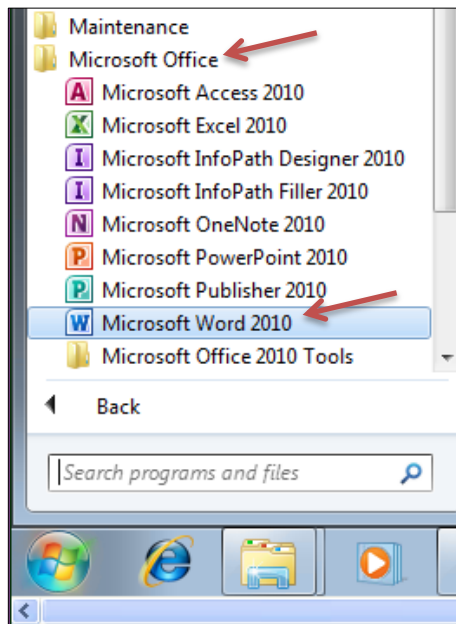 Maintenance
Microsoft Office
Microsoft Access 2010
Microsoft Excel 2010
Microsoft InfoPath Designer 2010
Microsoft InfoPath Filler 2010
Microsoft OneNote 2010
Microsoft PowerPoint 2010
Microsoft Publisher 2010
Microsoft Word 2010
Microsoft Office 2010 Tools
Back
Search programs and files